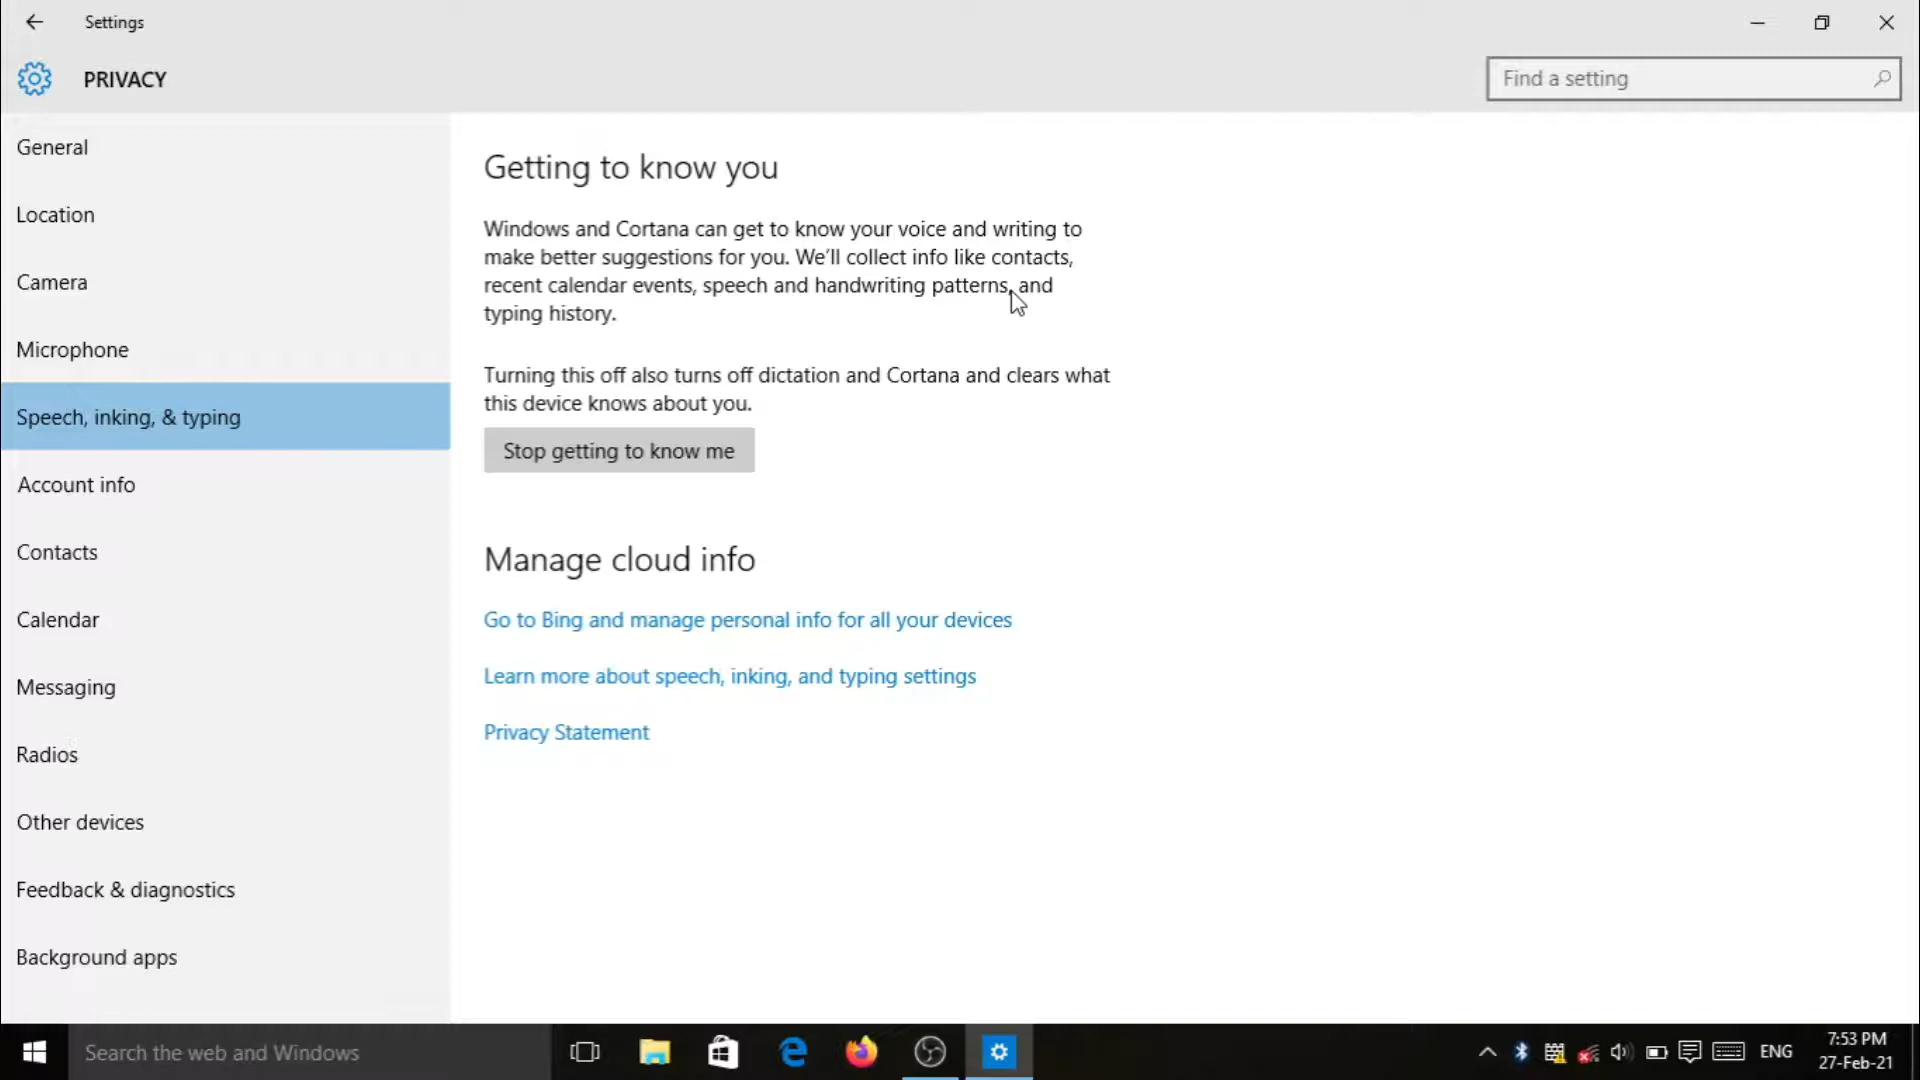 Settings
PRIVACY
Find a setting
General
Location
Camera
Microphone
Speech, inking, & typing
Account info
Contacts
Calendar
Messaging
Radios
Other devices
Feedback & diagnostics
Background apps
Getting to know you
Windows and Cortana can get to know your voice and writing to
make better suggestions for you. We'll collect info like contacts,
recent calendar events, speech and handwriting patterns, and
typing history.
Turning this off also turns off dictation and Cortana and clears what
this device knows about you.
Stop getting to know me
Manage cloud info
Go to Bing and manage personal info for all your devices
Learn more about speech, inking, and typing settings
Privacy Statement
Search the web and Windows
ENG
7:53 PM
27-Feb-21